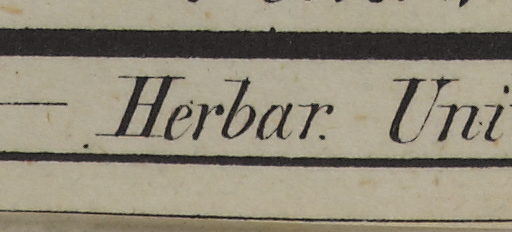 — Herbar. Uni